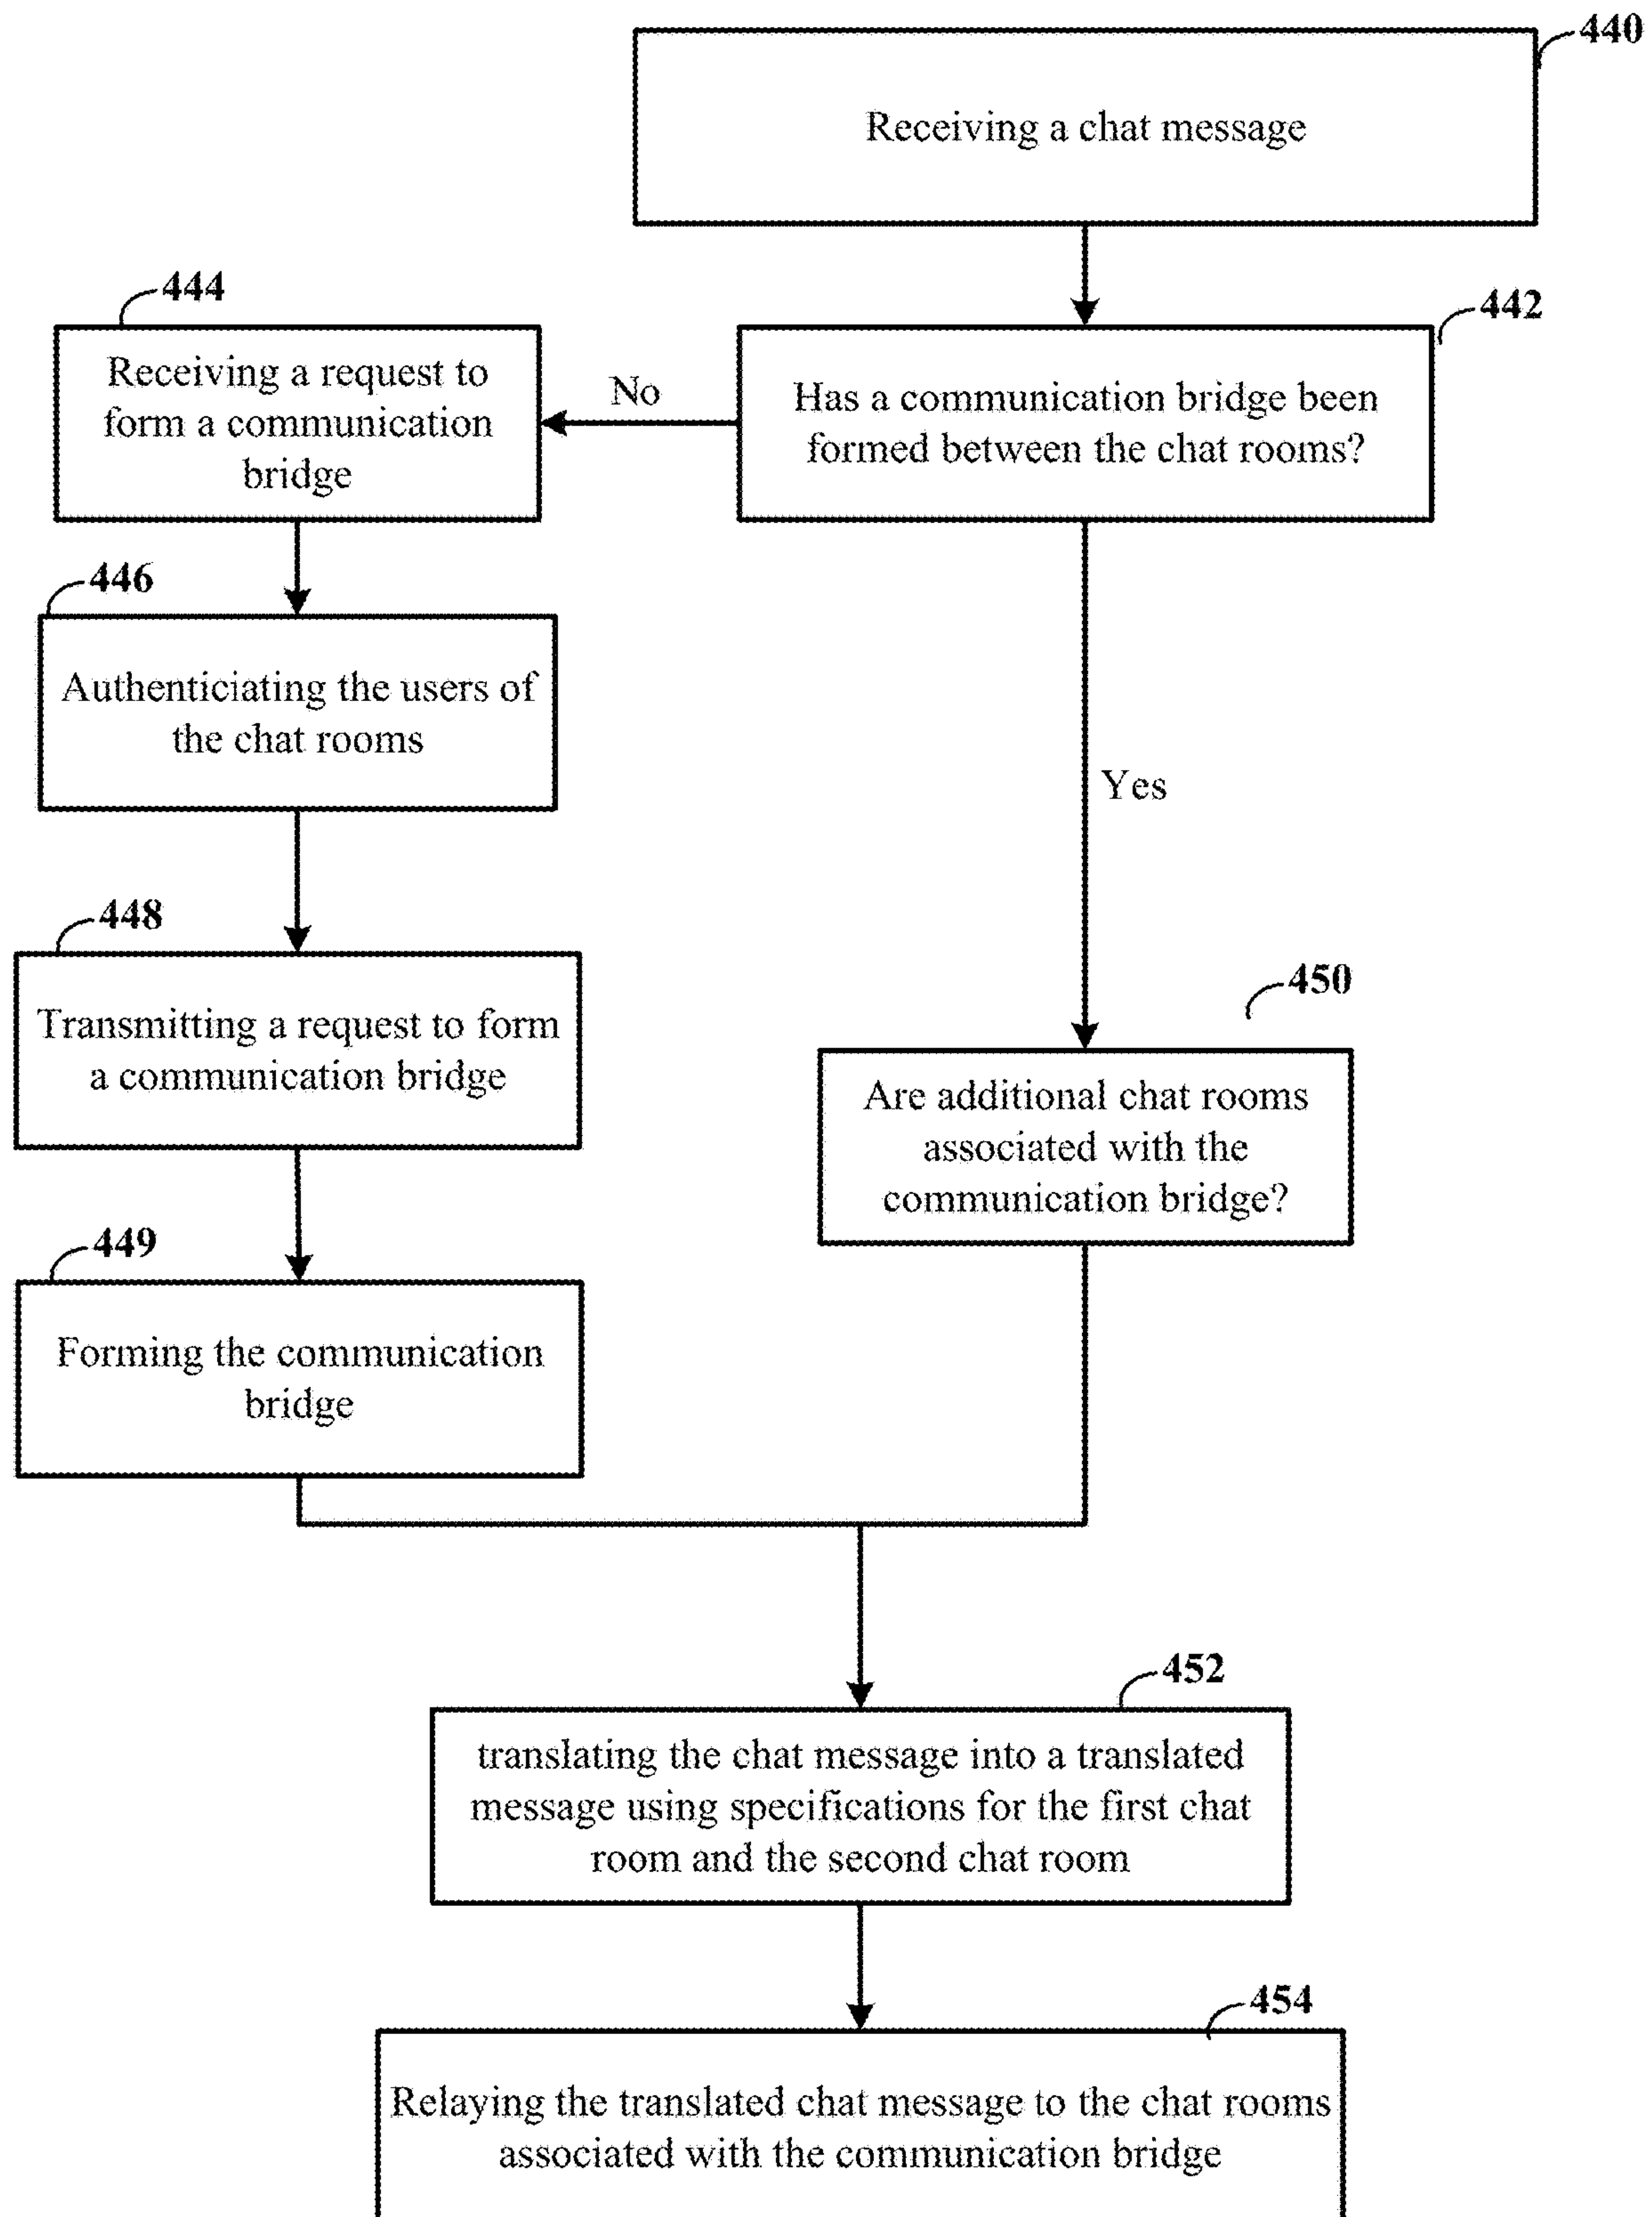 440
Receiving a chat message
444
442
Receiving a request to
form a communication
bridge
No
Has a communication bridge been
formed between the chat rooms?
446
Authenticiating the users of
the chat rooms
Yes
448
Transmitting a request to form
a communication bridge
450
Are additional chat rooms
associated with the
communication bridge?
449
Forming the communication
bridge
452
translating the chat message into a translated
message using specifications for the first chat
room and the second chat room
454
Relaying the translated chat message to the chat rooms
associated with the communication bridge